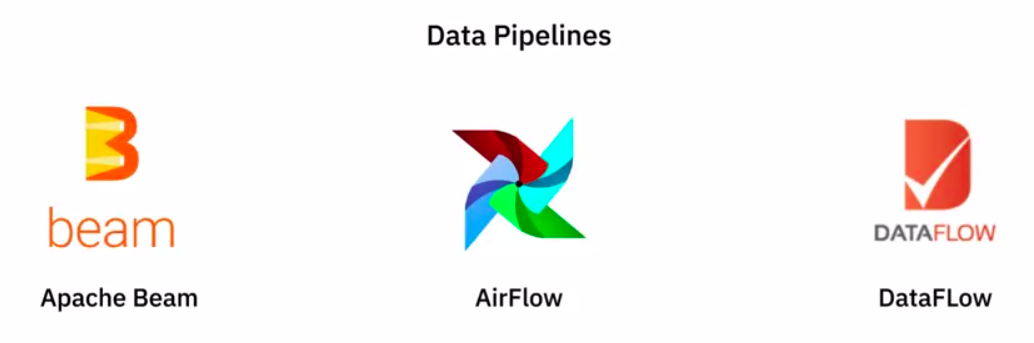 Data Pipelines
beam
DATAFLOW
Apache Beam
AirFlow
DataFLow